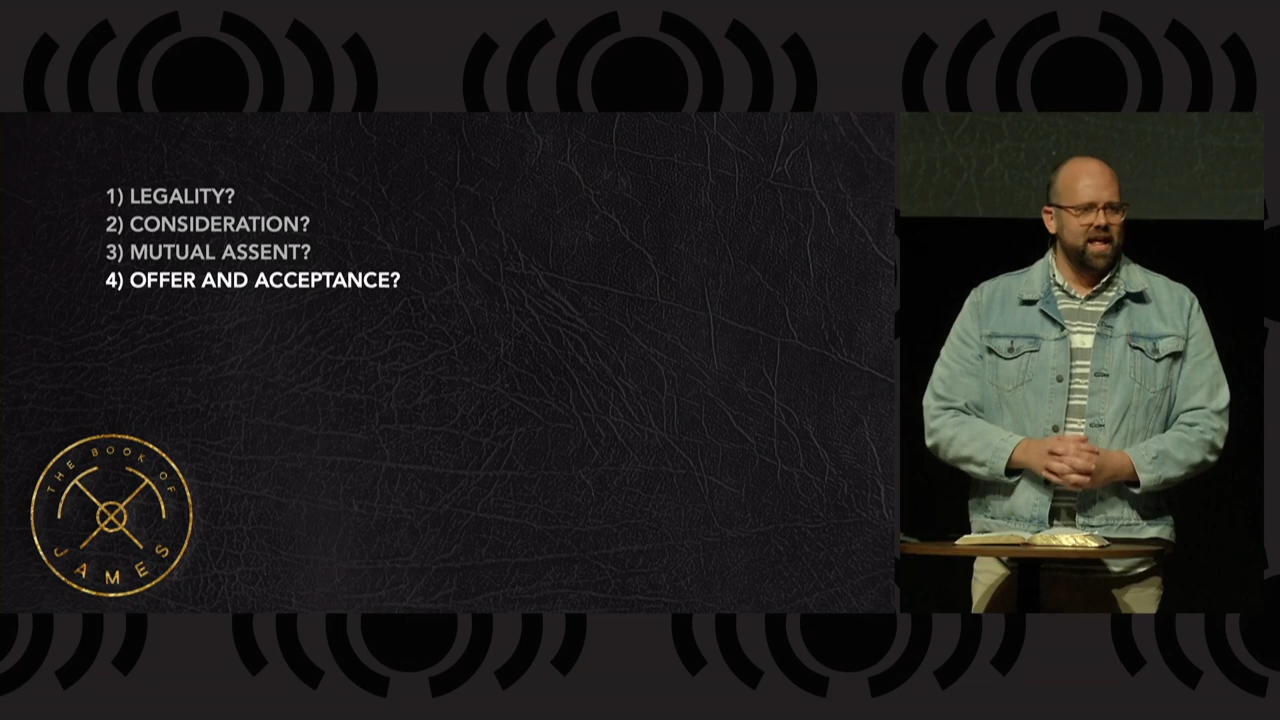 1) LEGALITY?
2) CONSIDERATION?
3) MUTUAL ASSENT?
4) OFFER AND ACCEPTANCE?
THE BOOK OF
JAMES